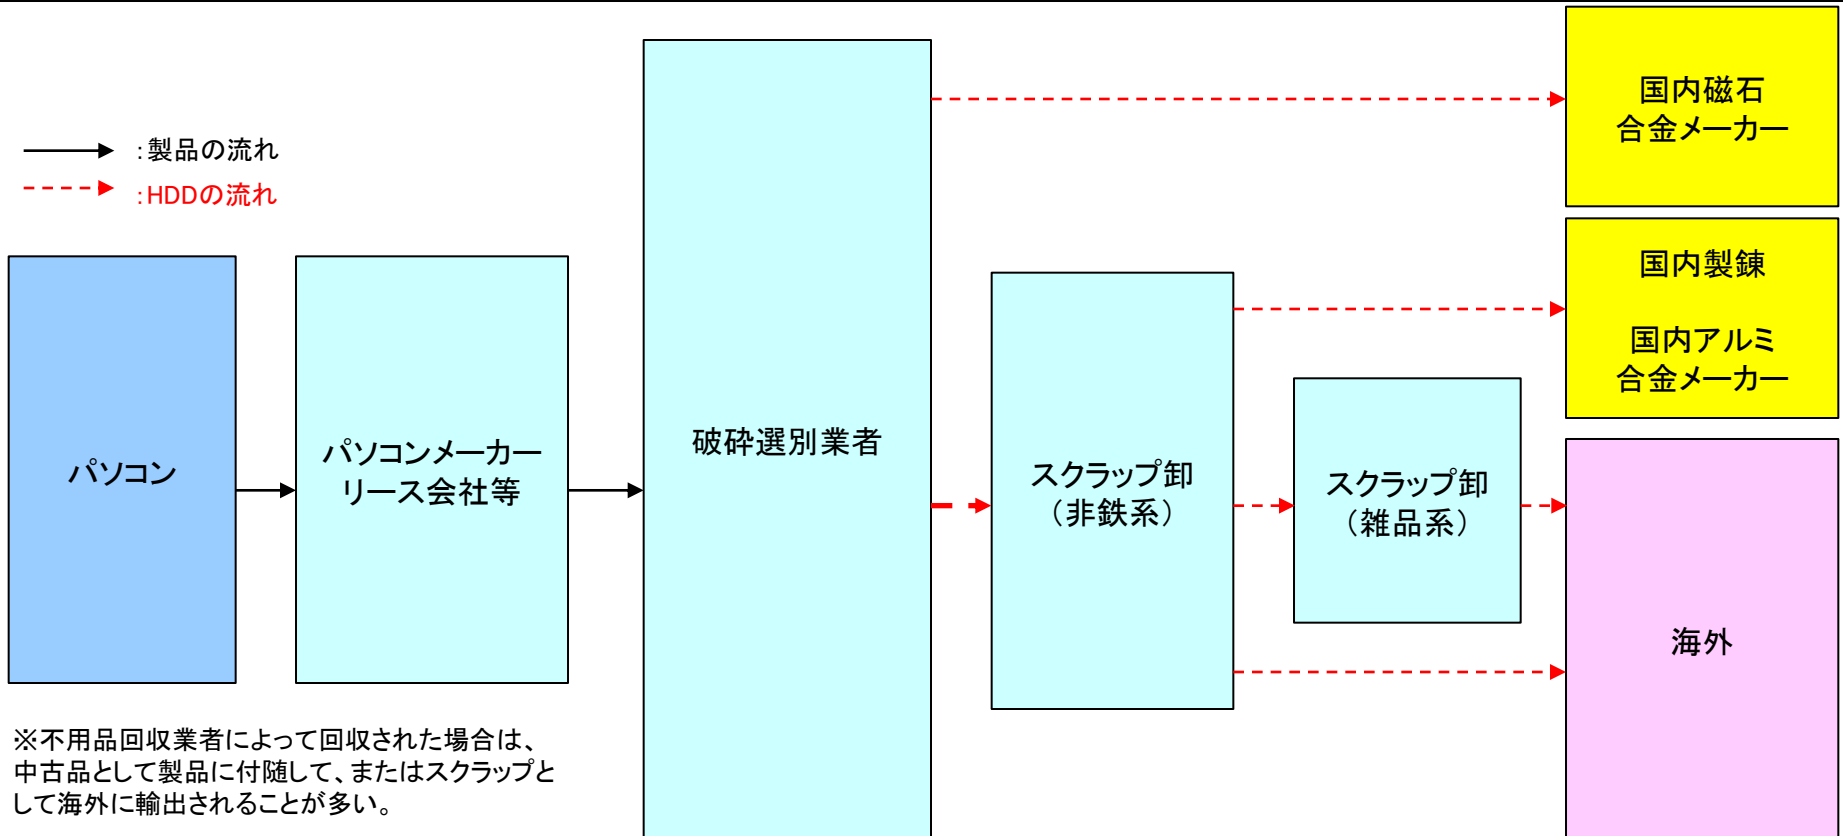 :製品の流れ
:HDDの流れ
パソコン
パソコンメーカー
リース会社等
破砕選別業者
スクラップ卸
（非鉄系）
スクラップ卸
（雑品系）
国内磁石
合金メーカー
国内製錬
国内アルミ
合金メーカー
海外
※不用品回収業者によって回収された場合は、
中古品として製品に付随して、またはスクラップと
して海外に輸出されることが多い。